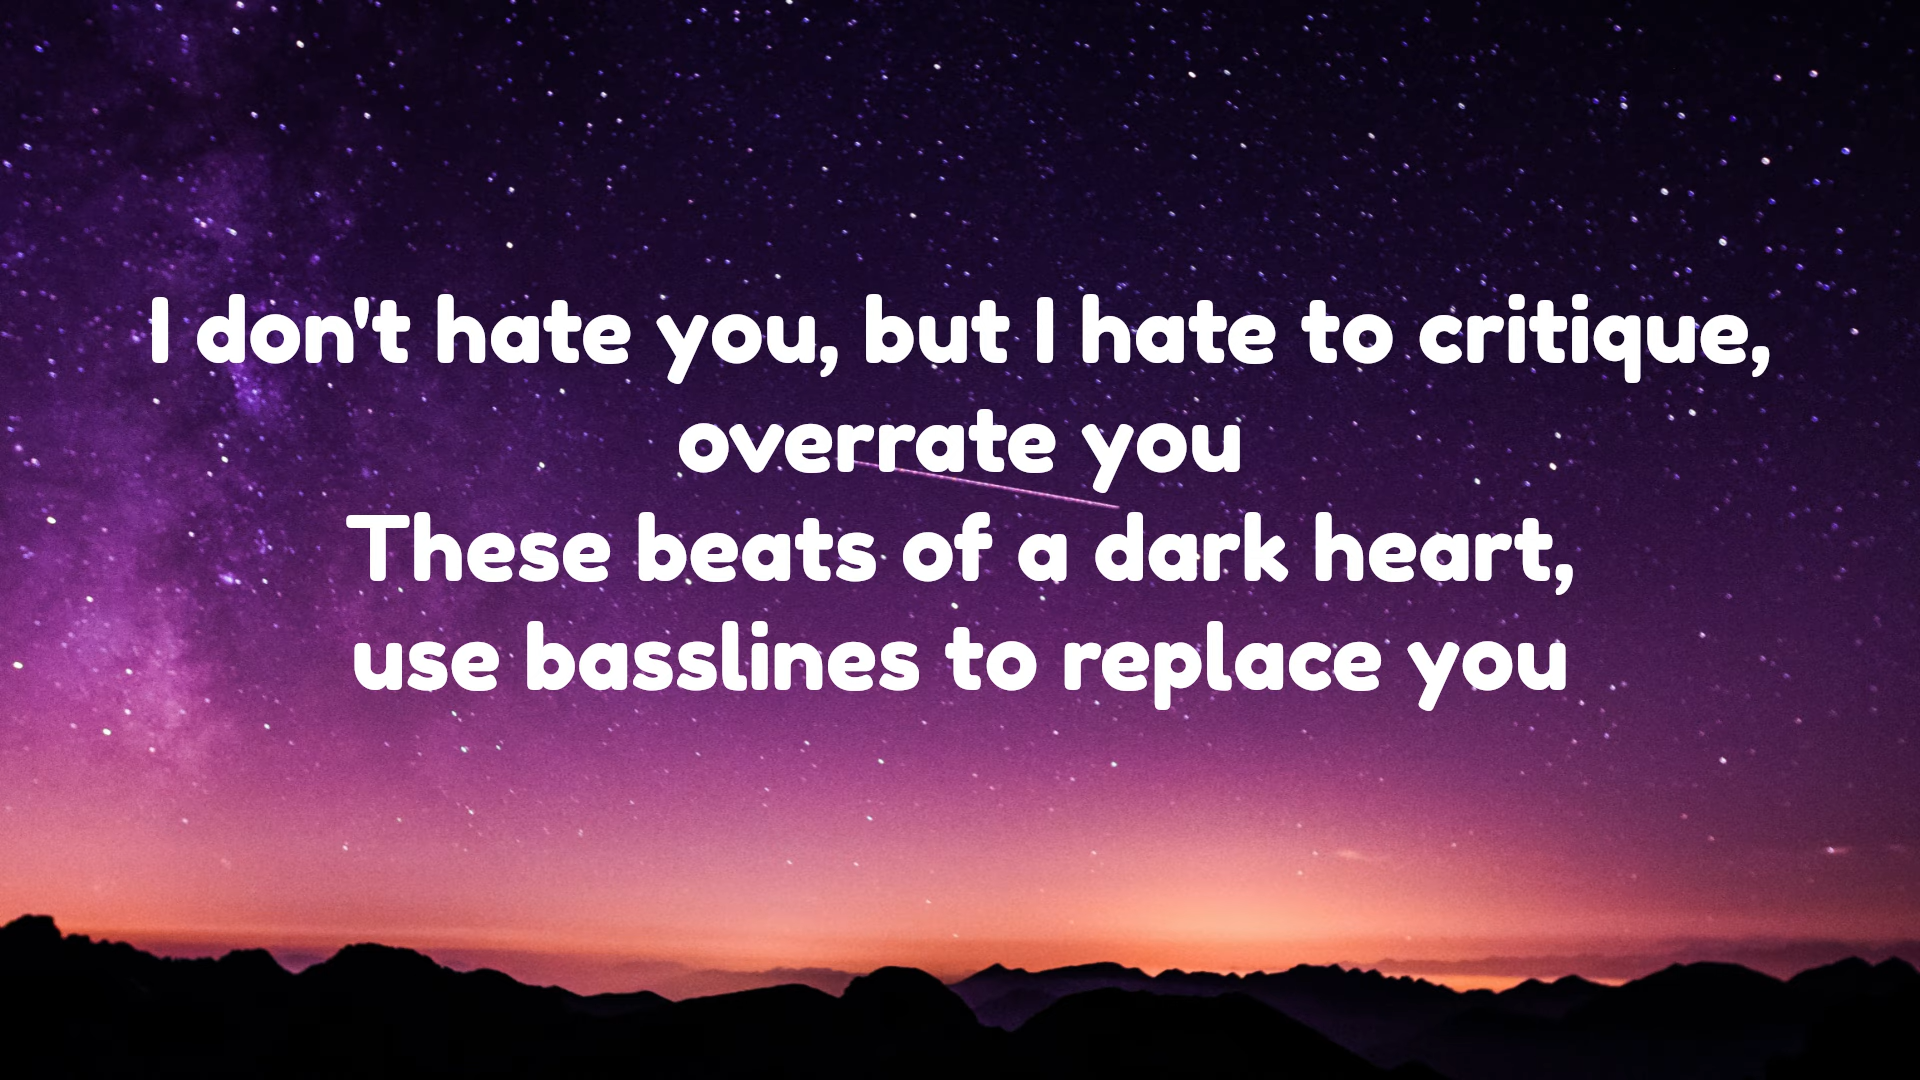 I don't hate you, but I hate to critique,
overrate you
These beats of a dark heart,
use basslines to replace you